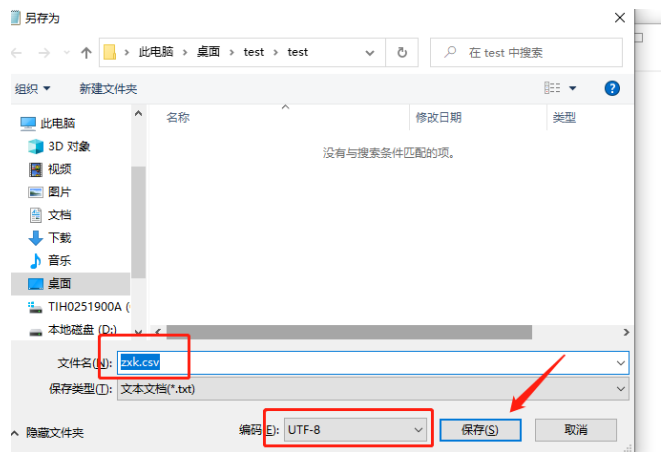 另存为
此电脑 › 桌面 › test › test
在 test 中搜索
组织
新建文件夹
名称
修改日期
类型
没有与搜索条件匹配的项。
此电脑
3D 对象
视频
图片
文档
下载
音乐
桌面
TIH0251900A (
本地磁盘 (D:)
文件名(N): zxk.csv
保存类型(T): 文本文档(*.txt)
隐藏文件夹
编码(E): UTF-8
保存(S)
取消